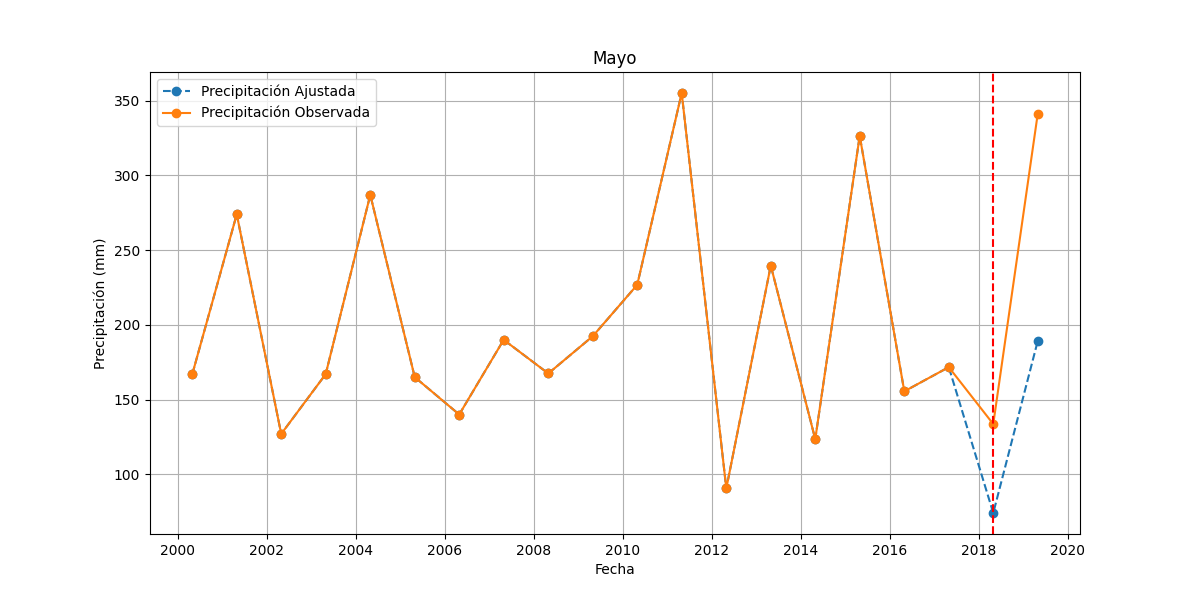 Mayo
Precipitación Ajustada
Precipitación Observada
Precipitación (mm)
350
300
250
200
150
100
2000 2002 2004 2006 2008 2010 2012 2014 2016 2018 2020
Fecha